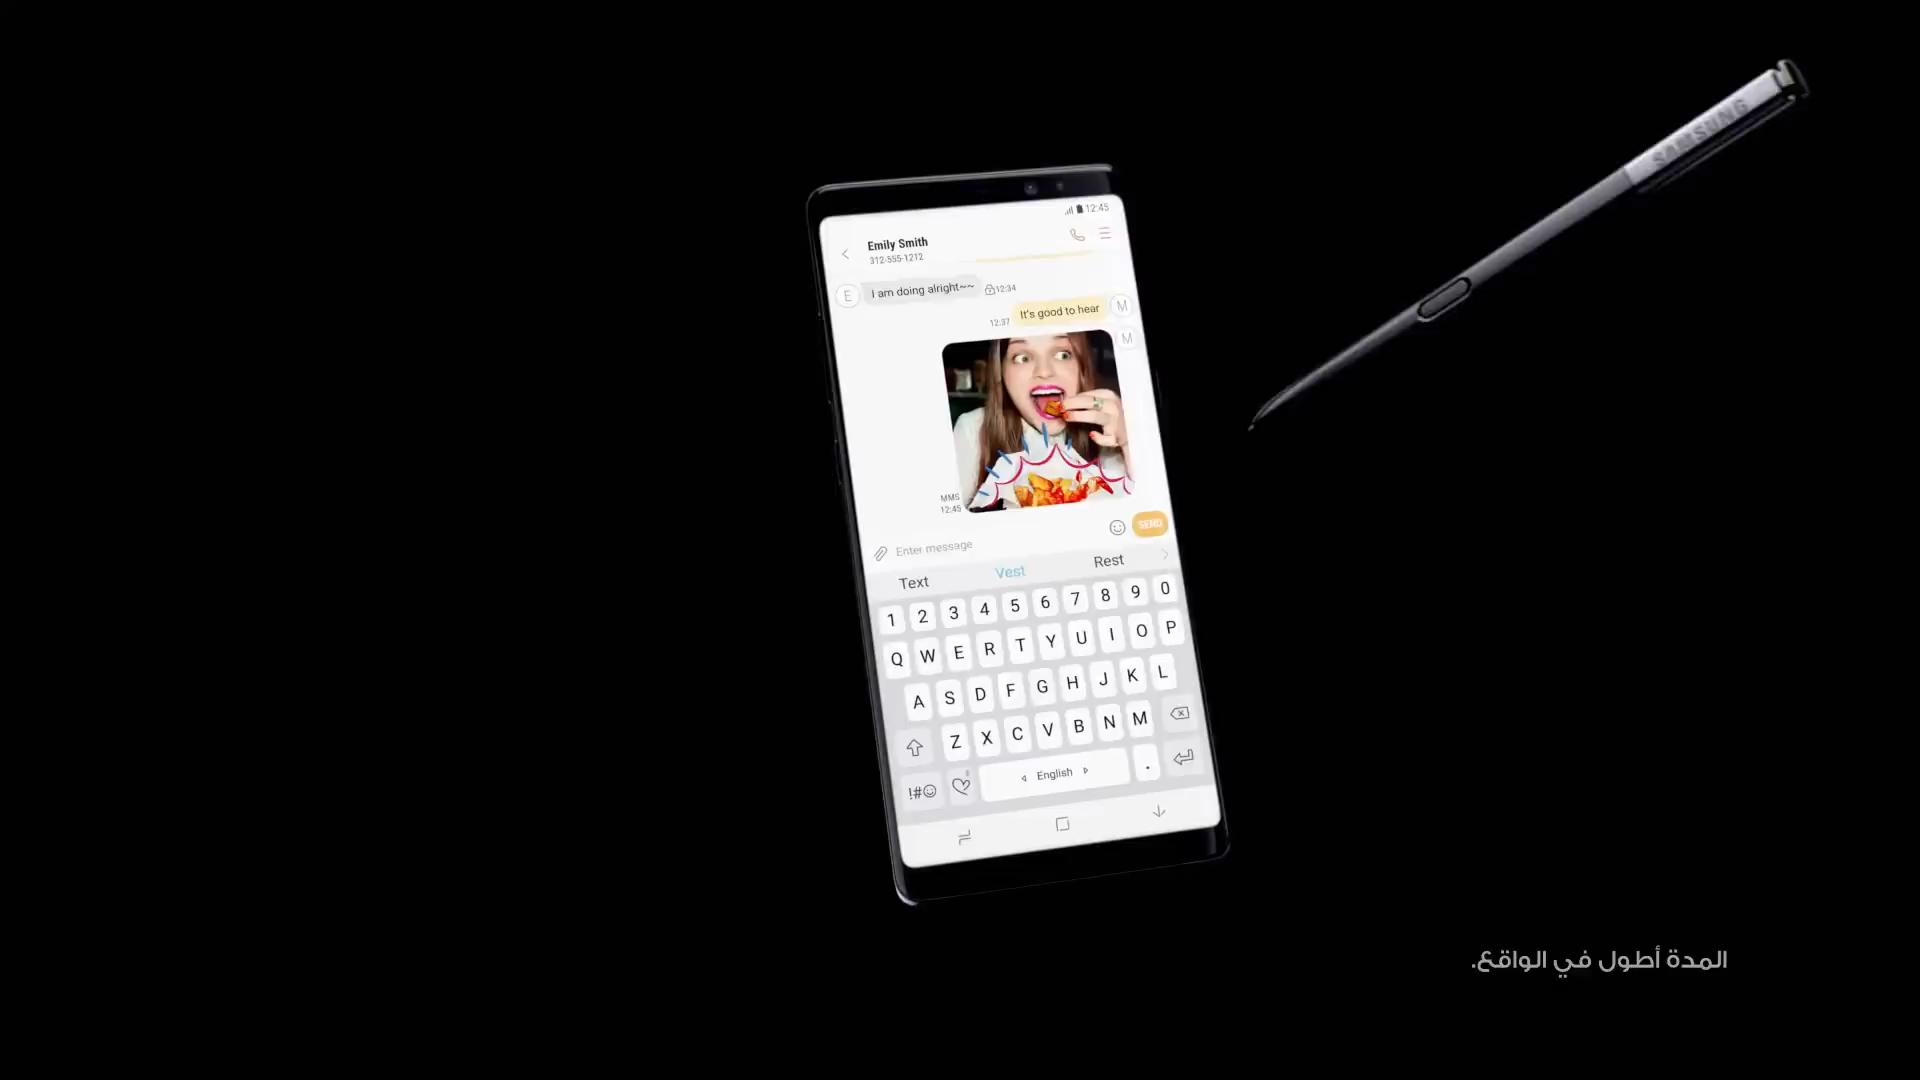 SAMSUNG
12:45
Emily Smith
312-555-1212
E
I am doing alright~~
12:34
12:37
It's good to hear
M
M
MMS
12:45
Enter message
SEND
Text Vest Rest
1 2 3 4 5 6 7 8 9 0
Q W E R T Y U I O P
A S D F G H J K L
Z X C V B N M
!#☺ English .
المدة أطول في الواقع.